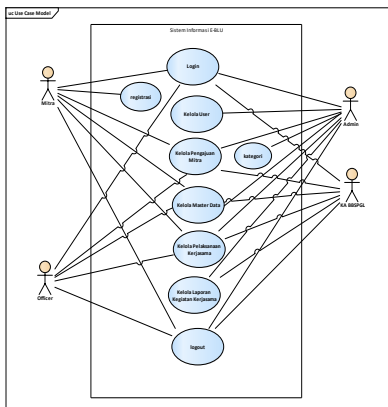 uc Use Case Model
Sistem Informasi E-BLU
Login
Mitra
registrasi
Kelola User
Admin
Kelola Pengajuan
Mitra
kategori
Kelola Master Data
KA BBSPGL
Kelola Pelaksanaan
Kerjasama
Officer
Kelola Laporan
Kegiatan Kerjasama
logout